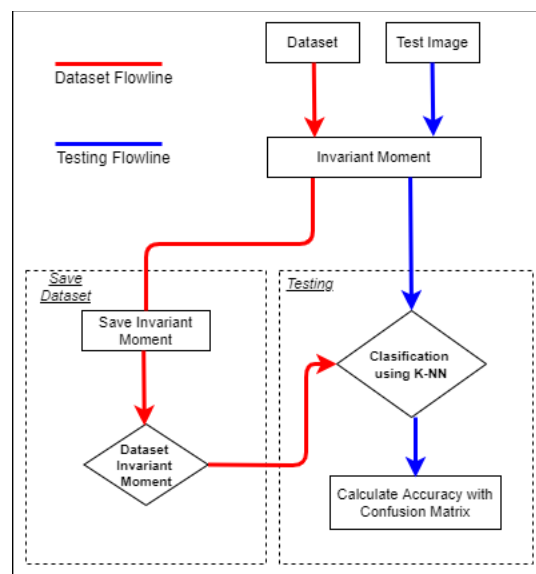 Dataset
Test Image
Dataset Flowline
Testing Flowline
Invariant Moment
Save
Dataset
Save Invariant
Moment
Dataset
Invariant
Moment
Testing
Clasification
using K-NN
Calculate Accuracy with
Confusion Matrix